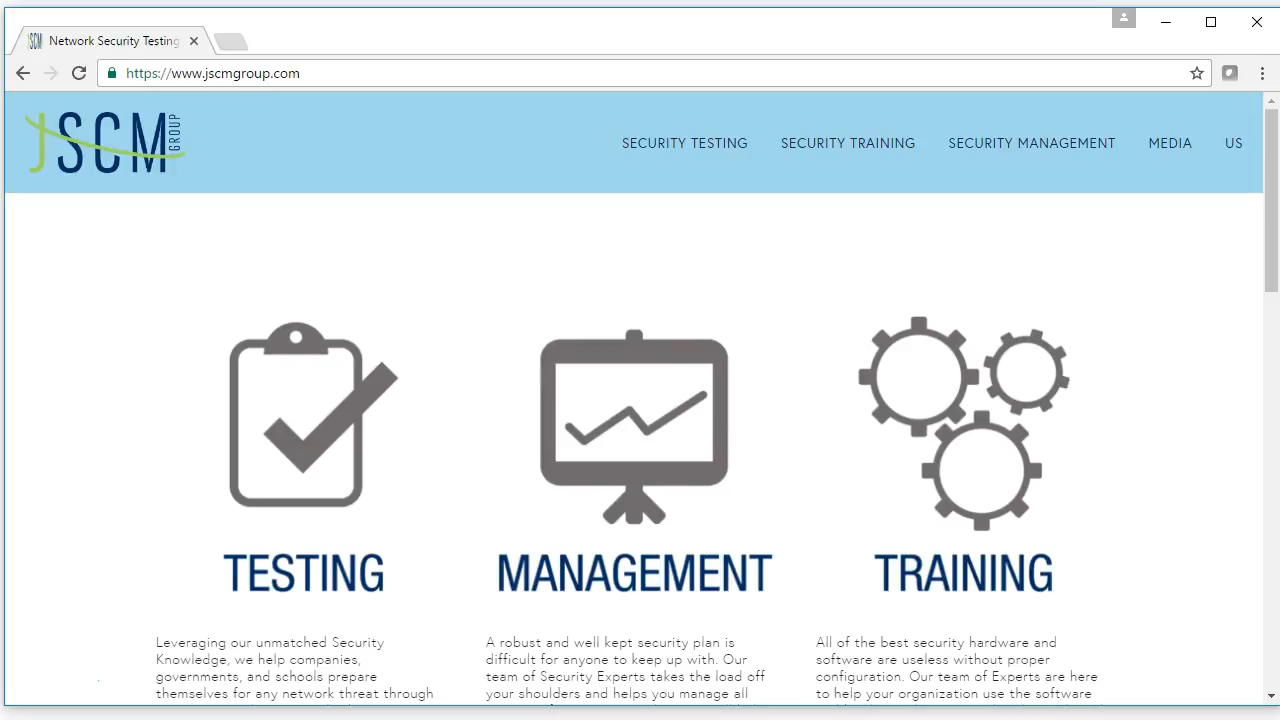 Network Security Testing
https://www.jscmgroup.com
JSCM GROUP
SECURITY TESTING
SECURITY TRAINING
SECURITY MANAGEMENT
MEDIA
US
TESTING
MANAGEMENT
TRAINING
Leveraging our unmatched Security
Knowledge, we help companies,
governments, and schools prepare
themselves for any network threat through
A robust and well kept security plan is
difficult for anyone to keep up with. Our
team of Security Experts takes the load off
your shoulders and helps you manage all
All of the best security hardware and
software are useless without proper
configuration. Our team of Experts are here
to help your organization use the software